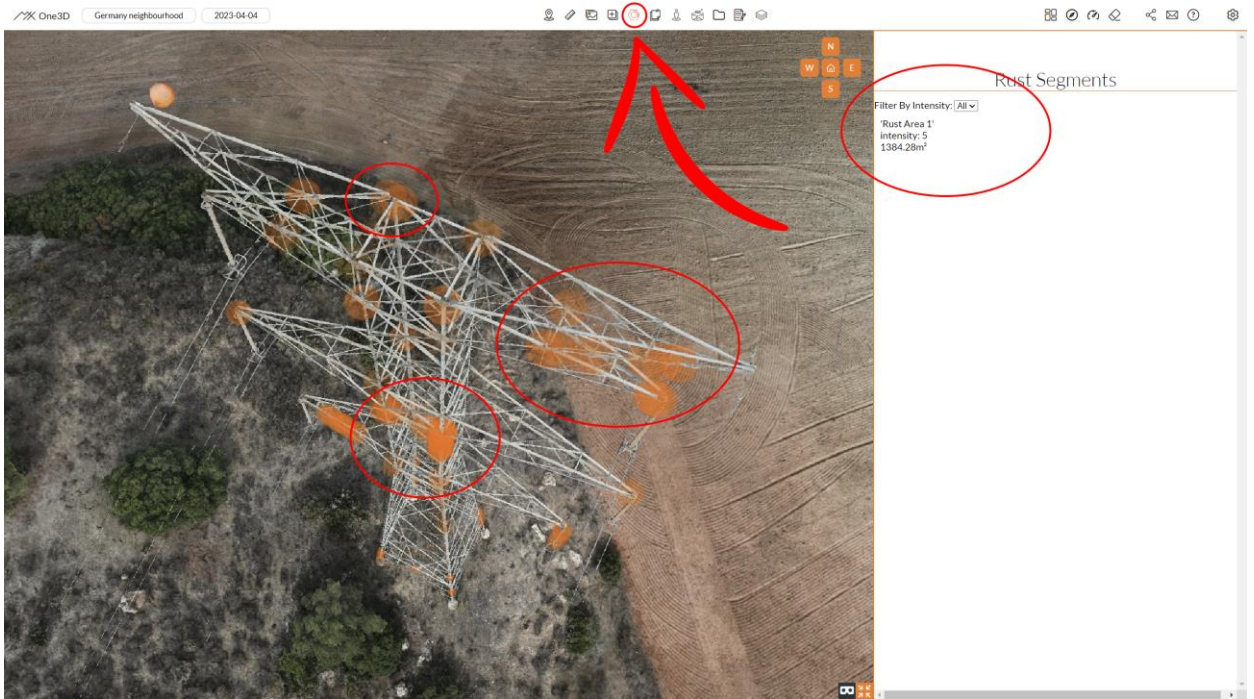 One3D
Germany neighbourhood
2023-04-04
N
W E
S
Rust Segments
Filter By Intensity: All
'Rust Area 1'
intensity: 5
1384.28m²